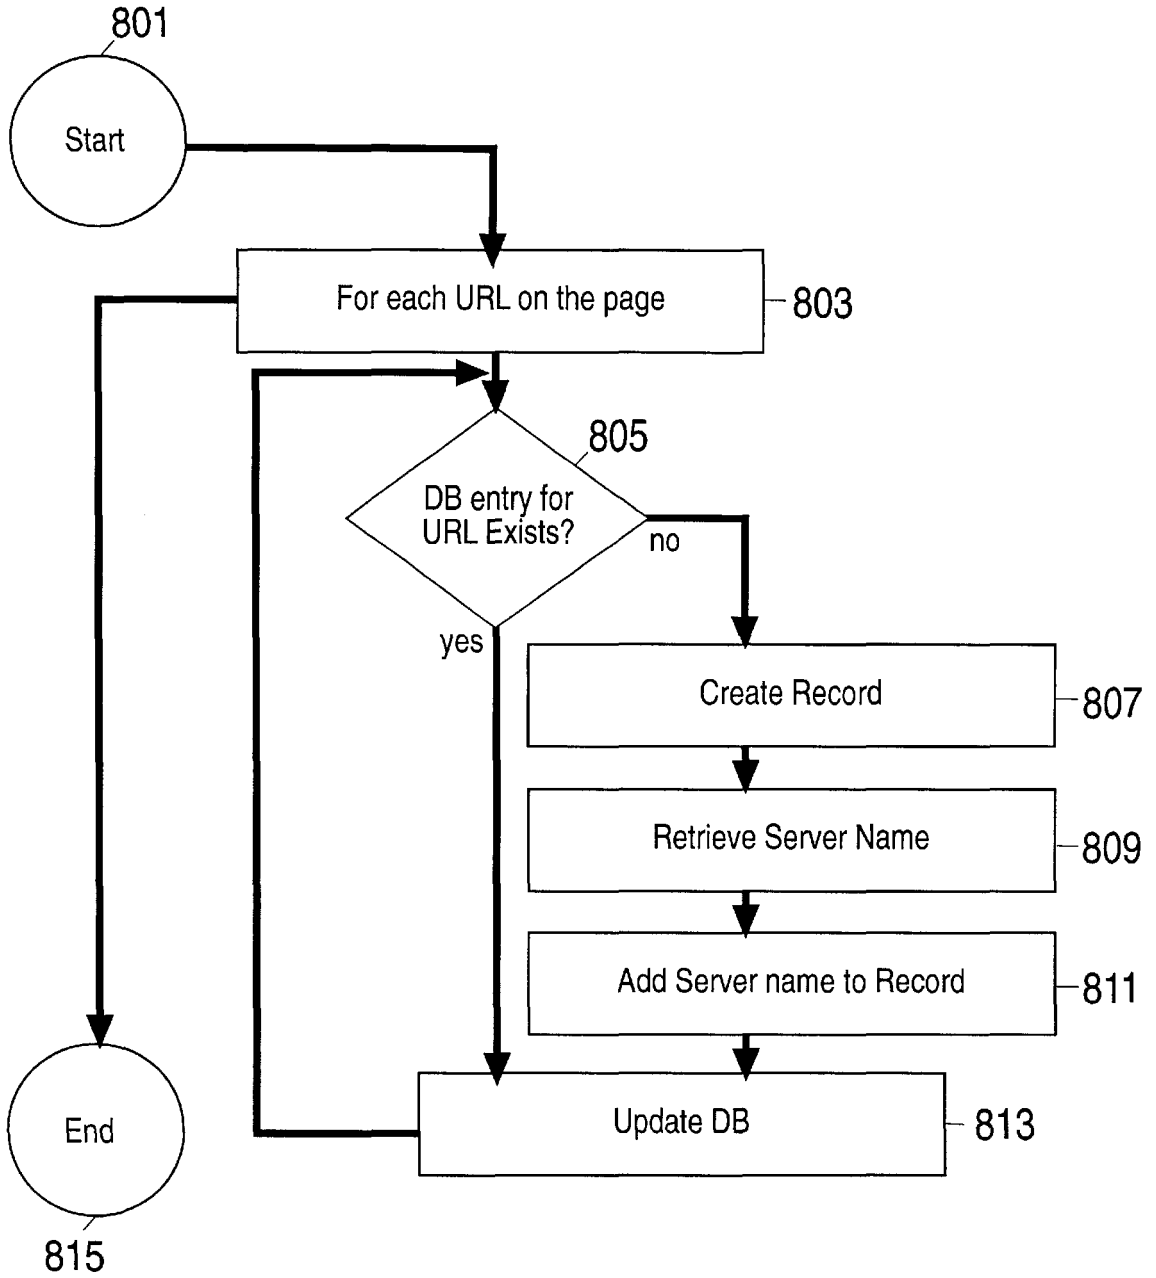 801
Start
For each URL on the page
803
805
DB entry for
URL Exists?
no
yes
Create Record
807
Retrieve Server Name
809
Add Server name to Record
811
Update DB
813
End
815